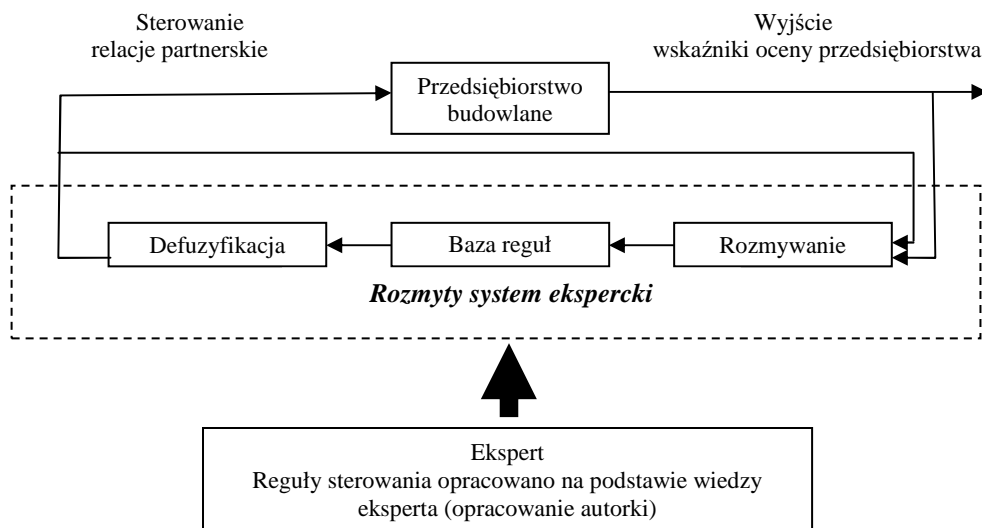 Sterowanie
relacje partnerskie
Wyjście
wskaźniki oceny przedsiębiorstwa
Przedsiębiorstwo
budowlane
Defuzyfikacja
Baza reguł
Rozmywanie
Rozmyty system ekspercki
Ekspert
Reguły sterowania opracowano na podstawie wiedzy
eksperta (opracowanie autorki)